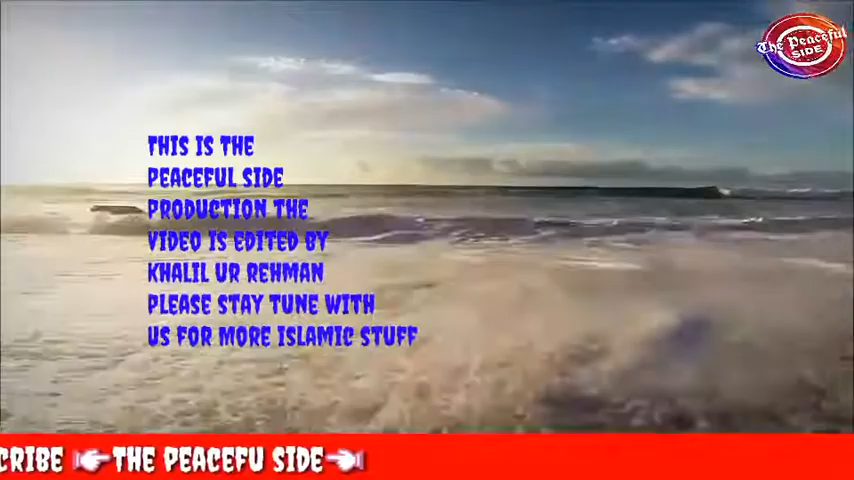 The Peaceful
SIDE
THIS IS THE
PEACEFUL SIDE
PRODUCTION THE
VIDEO IS EDITED BY
KHALIL UR REHMAN
PLEASE STAY TUNE WITH
US FOR MORE ISLAMIC STUFF
CRIBE 👉THE PEACEFU SIDE👈